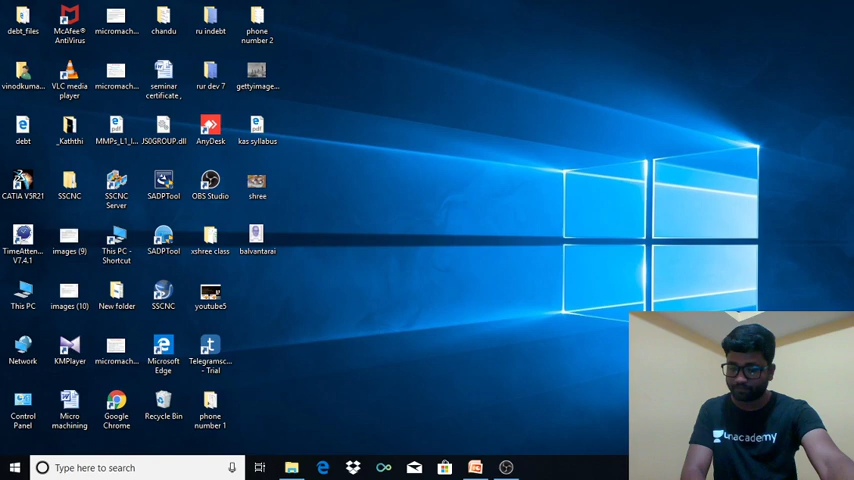 debt_files
McAfee®
AntiVirus
micromach...
chandu
ru indebt
phone
number 2
vinodkuma...
VLC media
player
micromach...
seminar
certificate ,
rur dev 7
gettyimage...
debt
_Kaththi
MMPs_L1_I...
JS0GROUP.dll
AnyDesk
kas syllabus
CATIA V5R21
SSCNC
SSCNC
Server
SADPTool
OBS Studio
shree
TimeAtten...
V7.4.1
images (9)
This PC -
Shortcut
SADPTool
xshree class
balvantarai
This PC
images (10)
New folder
SSCNC
youtube5
Network
KMPlayer
micromach...
Microsoft
Edge
Telegramsc...
- Trial
Control
Panel
Micro
machining
Google
Chrome
Recycle Bin
phone
number 1
unacademy
Type here to search